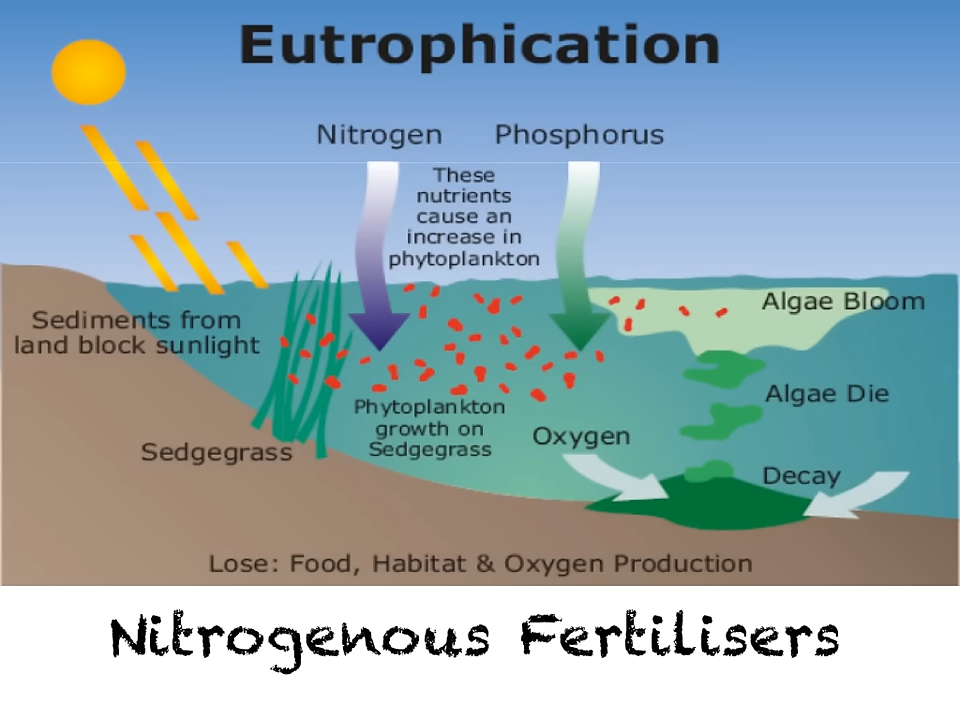 Eutrophication
Nitrogen
Phosphorus
These
nutrients
cause an
increase in
phytoplankton
Algae Bloom
Sediments from
land block sunlight
Algae Die
Phytoplankton
growth on
Sedgegrass
Oxygen
Sedgegrass
Decay
Lose: Food, Habitat & Oxygen Production
Nitrogenous Fertilisers